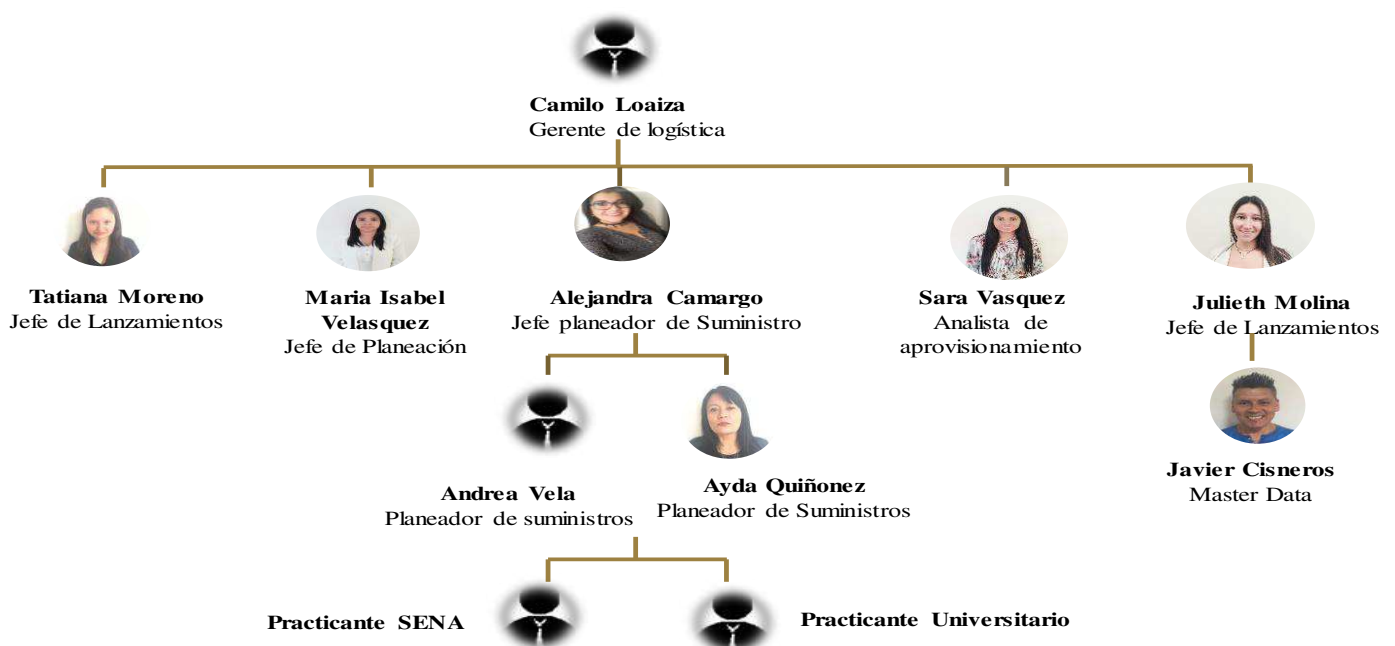 Camilo Loaiza
Gerente de logística
Tatiana Moreno
Jefe de Lanzamientos
Maria Isabel
Velasquez
Jefe de Planeación
Alejandra Camargo
Jefe planeador de Suministro
Sara Vasquez
Analista de
aprovisionamiento
Julieth Molina
Jefe de Lanzamientos
Andrea Vela
Planeador de suministros
Ayda Quiñonez
Planeador de Suministros
Javier Cisneros
Master Data
Practicante SENA
Practicante Universitario